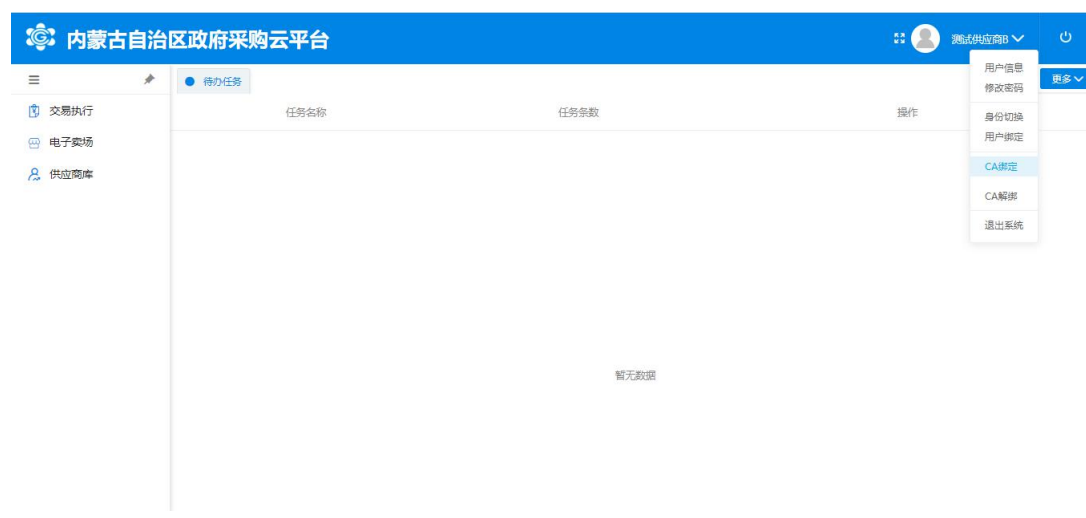 内蒙古自治区政府采购云平台
测试供应商B
待办任务
更多
交易执行
电子卖场
供应商库
任务名称
任务条数
操作
用户信息
修改密码
身份切换
用户绑定
CA绑定
CA解绑
退出系统
暂无数据